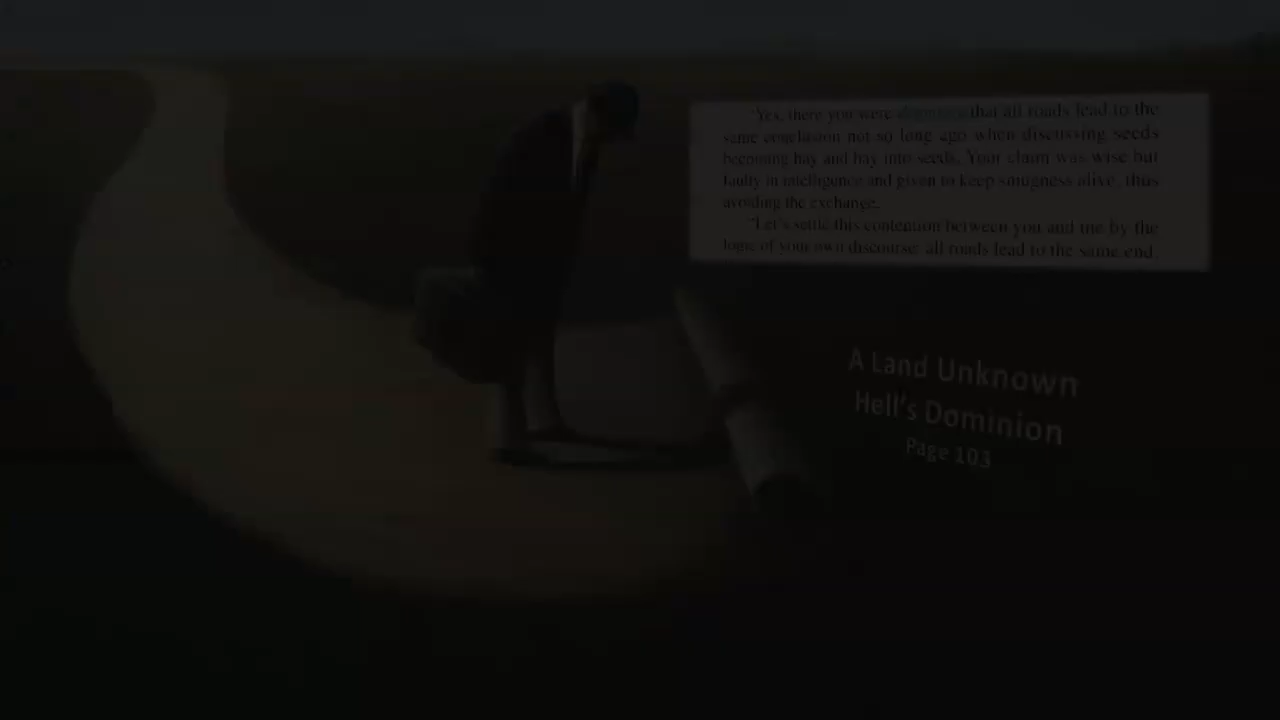 "Yes, there you were that all roads lead to the
same conclusion not so long ago when discussing seeds
becoming hay and hay into seeds. Your claim was wise but
faulty in intelligence and given to keep smugness alive, thus
avoiding the exchange.
"Let's settle this contention between you and me by the
logic of your own discourse: all roads lead to the same end.
A Land Unknown
Hell's Dominion
Page 103